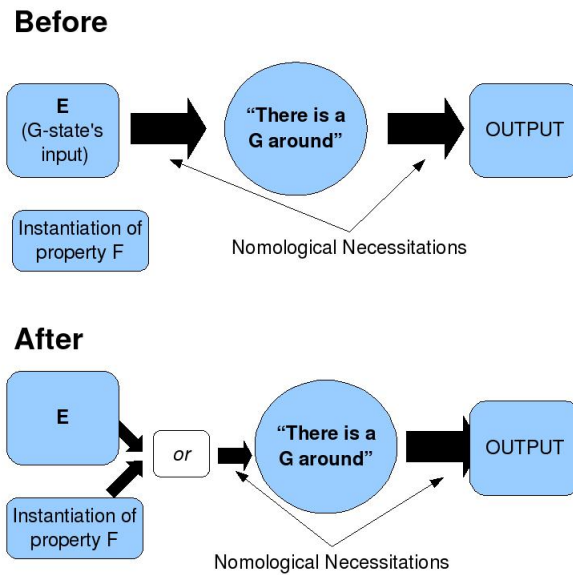 Before
E
(G-state's
input)
“There is a
G around”
OUTPUT
Instantiation of
property F
Nomological Necessitations
After
E
or
“There is a
G around”
OUTPUT
Instantiation of
property F
Nomological Necessitations